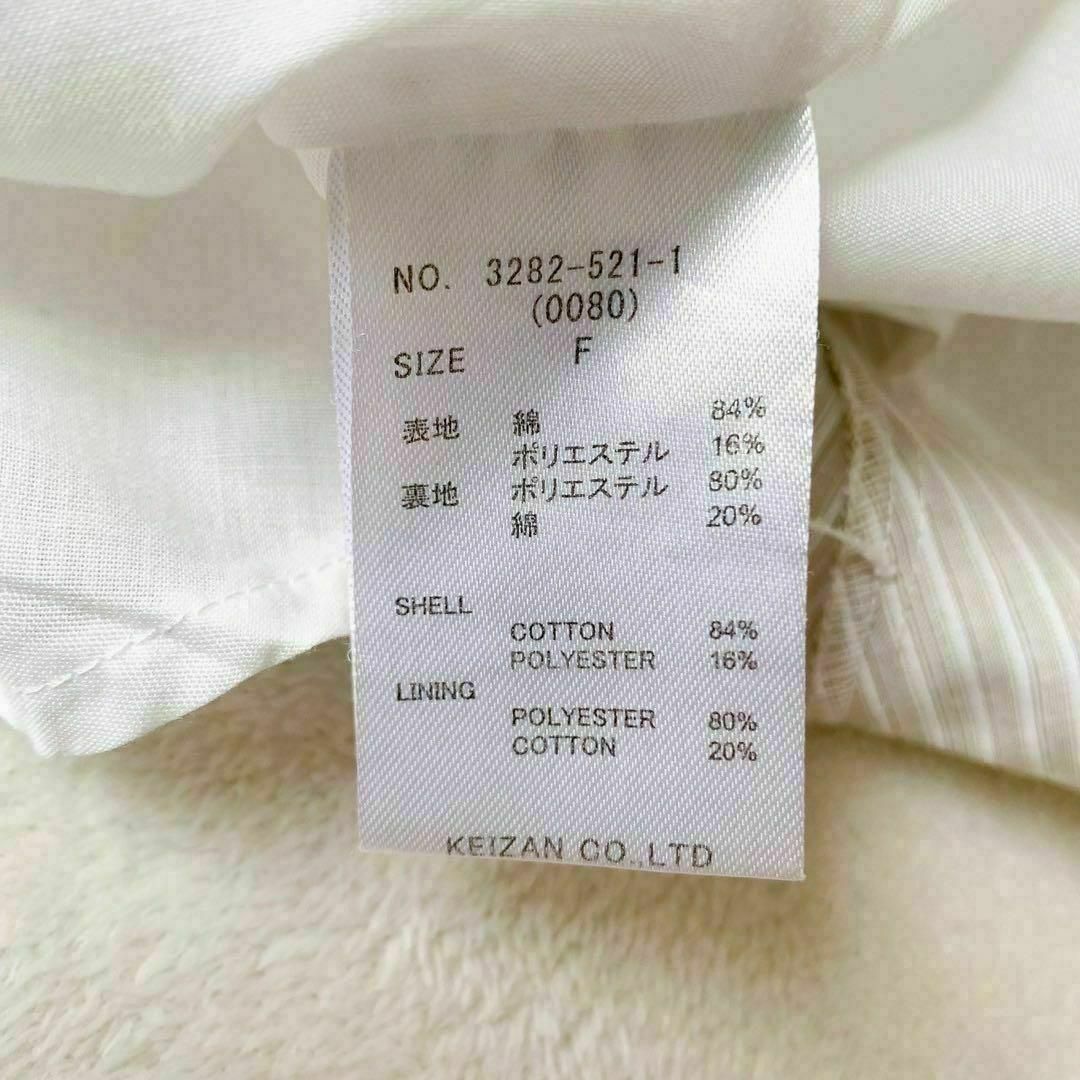 NO. 3282-521-1
(0080)
SIZE F
表地 綿 84%
ポリエステル 16%
裏地 ポリエステル 80%
綿 20%
SHELL
COTTON 84%
POLYESTER 16%
LINING
POLYESTER 80%
COTTON 20%
KEIZAN CO.,LTD